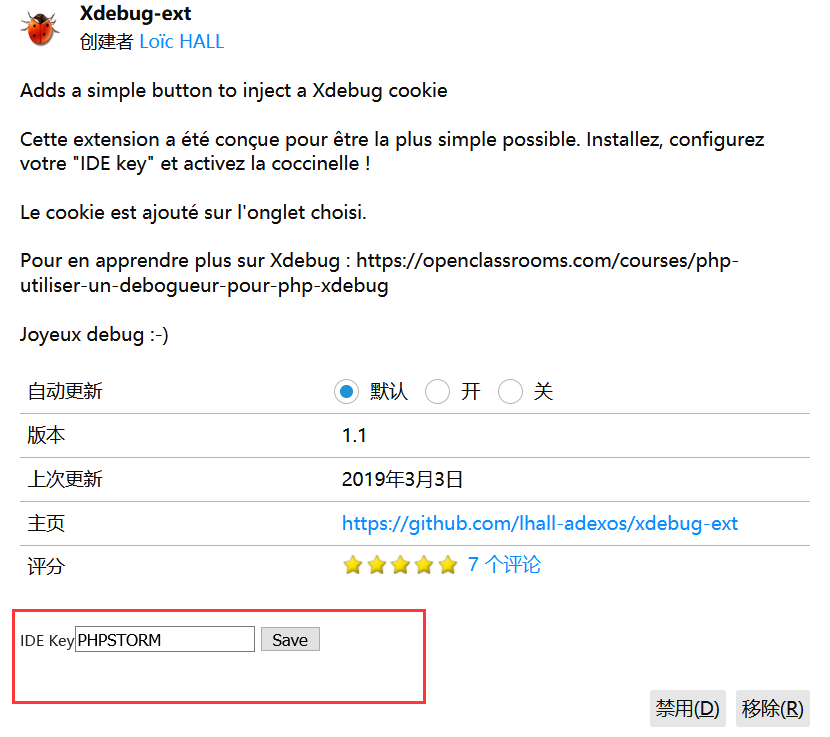 Xdebug-ext
创建者 Loïc HALL
Adds a simple button to inject a Xdebug cookie
Cette extension a été conçue pour être la plus simple possible. Installez, configurez
votre "IDE key" et activez la coccinelle !
Le cookie est ajouté sur l'onglet choisi.
Pour en apprendre plus sur Xdebug : https://openclassrooms.com/courses/php-
utiliser-un-debogueur-pour-php-xdebug
Joyeux debug :-)
自动更新 默认 开 关
版本 1.1
上次更新 2019年3月3日
主页 https://github.com/lhall-adexos/xdebug-ext
评分 7 个评论
IDE Key PHPSTORM Save
禁用(D) 移除(R)